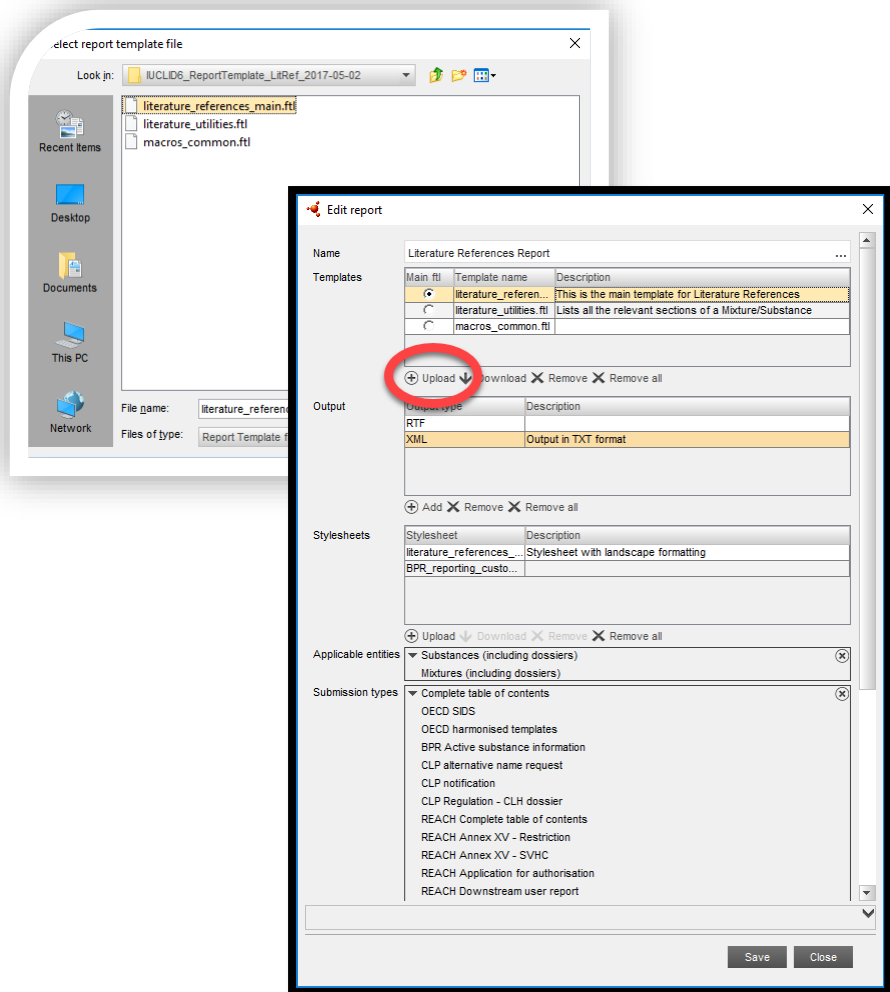 elect report template file
Look in: IUCLID6_ReportTemplate_LitRef_2017-05-02
literature_references_main.ftl
literature_utilities.ftl
macros_common.ftl
Recent Items
Desktop
Documents
This PC
Network
File name: literature_referenc
Files of type: Report Template f
Edit report
Name Literature References Report ...
Templates Main ftl Template name Description
literature_referen... This is the main template for Literature References
literature_utilities.ftl Lists all the relevant sections of a Mixture/Substance
macros_common.ftl
Upload Download Remove Remove all
Output Output type Description
RTF
XML Output in TXT format
Add Remove Remove all
Stylesheets Stylesheet Description
literature_references_... Stylesheet with landscape formatting
BPR_reporting_custo...
Upload Download Remove Remove all
Applicable entities Substances (including dossiers)
Mixtures (including dossiers)
Submission types Complete table of contents
OECD SIDS
OECD harmonised templates
BPR Active substance information
CLP alternative name request
CLP notification
CLP Regulation - CLH dossier
REACH Complete table of contents
REACH Annex XV - Restriction
REACH Annex XV - SVHC
REACH Application for authorisation
REACH Downstream user report
Save Close